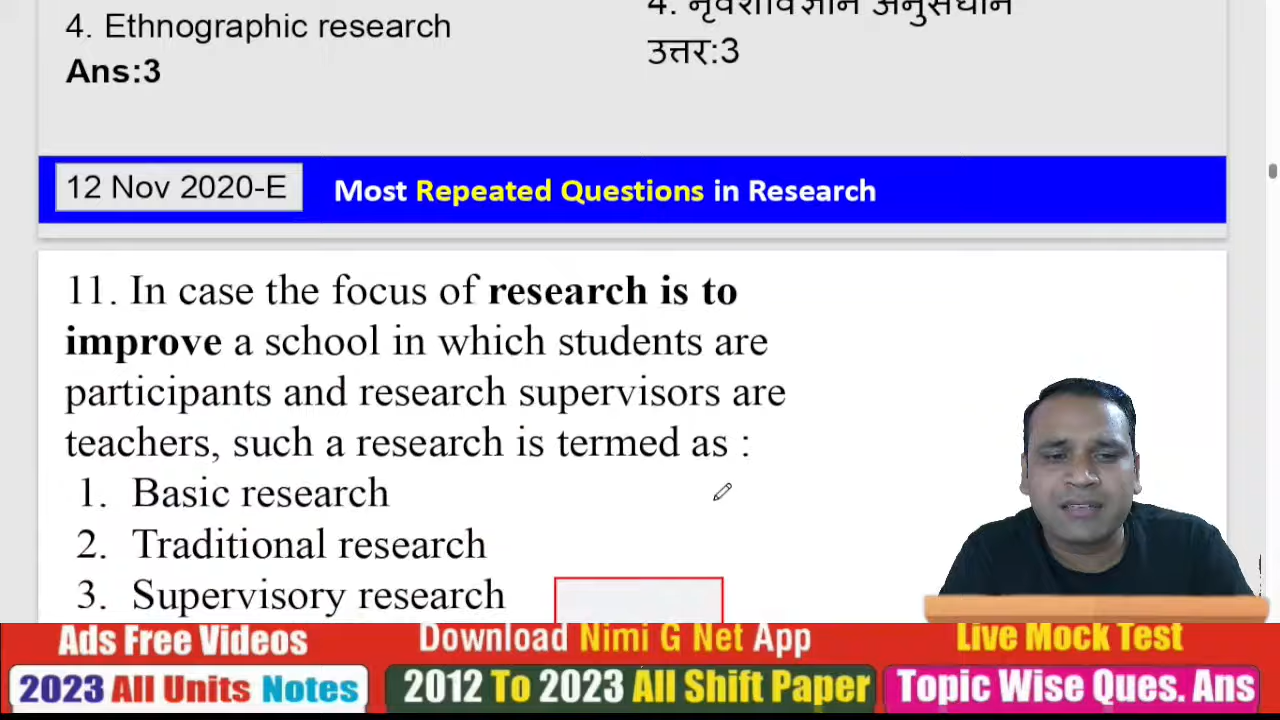 4. Ethnographic research
Ans:3
4. नृवंशविज्ञान अनुसंधान
उत्तर:3
12 Nov 2020-E
Most Repeated Questions in Research
11. In case the focus of research is to
improve a school in which students are
participants and research supervisors are
teachers, such a research is termed as :
1. Basic research
2. Traditional research
3. Supervisory research
Ads Free Videos
Download Nimi G Net App
Live Mock Test
2023 All Units Notes
2012 To 2023 All Shift Paper
Topic Wise Ques. Ans